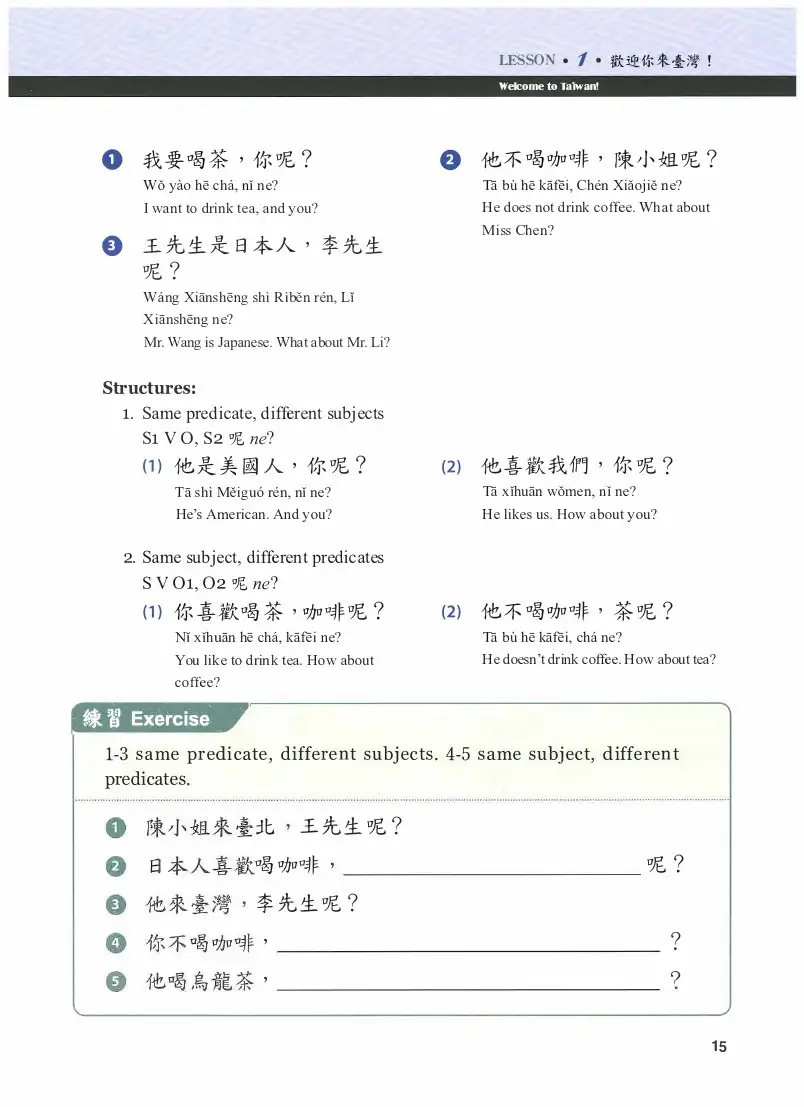 LESSON • 1 • 歡迎你來臺灣！
Welcome to Taiwan!
1 我要喝茶，你呢？
Wǒ yào hē chá, nǐ ne?
I want to drink tea, and you?
2 他不喝咖啡，陳小姐呢？
Tā bù hē kāfēi, Chén Xiǎojiě ne?
He does not drink coffee. What about
Miss Chen?
3 王先生是日本人，李先生
呢？
Wáng Xiānshēng shì Rìběn rén, Lǐ
Xiānshēng ne?
Mr. Wang is Japanese. What about Mr. Li?
Structures:
1. Same predicate, different subjects
S1 V O, S2 呢 ne?
(1) 他是美國人，你呢？
Tā shì Měiguó rén, nǐ ne?
He's American. And you?
(2) 他喜歡我們，你呢？
Tā xǐhuān wǒmen, nǐ ne?
He likes us. How about you?
2. Same subject, different predicates
S V O1, O2 呢 ne?
(1) 你喜歡喝茶，咖啡呢？
Nǐ xǐhuān hē chá, kāfēi ne?
You like to drink tea. How about
coffee?
(2) 他不喝咖啡，茶呢？
Tā bù hē kāfēi, chá ne?
He doesn't drink coffee. How about tea?
練習 Exercise
1-3 same predicate, different subjects. 4-5 same subject, different
predicates.
1 陳小姐來臺北，王先生呢？
2 日本人喜歡喝咖啡，＿＿＿＿＿＿＿＿呢？
3 他來臺灣，李先生呢？
4 你不喝咖啡，＿＿＿＿＿＿＿＿？
5 他喝烏龍茶，＿＿＿＿＿＿＿＿？
15